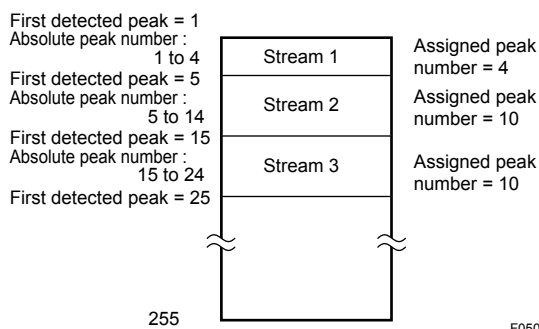 First detected peak = 1
Absolute peak number :
1 to 4
Stream 1
Assigned peak
number = 4
First detected peak = 5
Absolute peak number :
5 to 14
Stream 2
Assigned peak
number = 10
First detected peak = 15
Absolute peak number :
15 to 24
Stream 3
Assigned peak
number = 10
First detected peak = 25
255